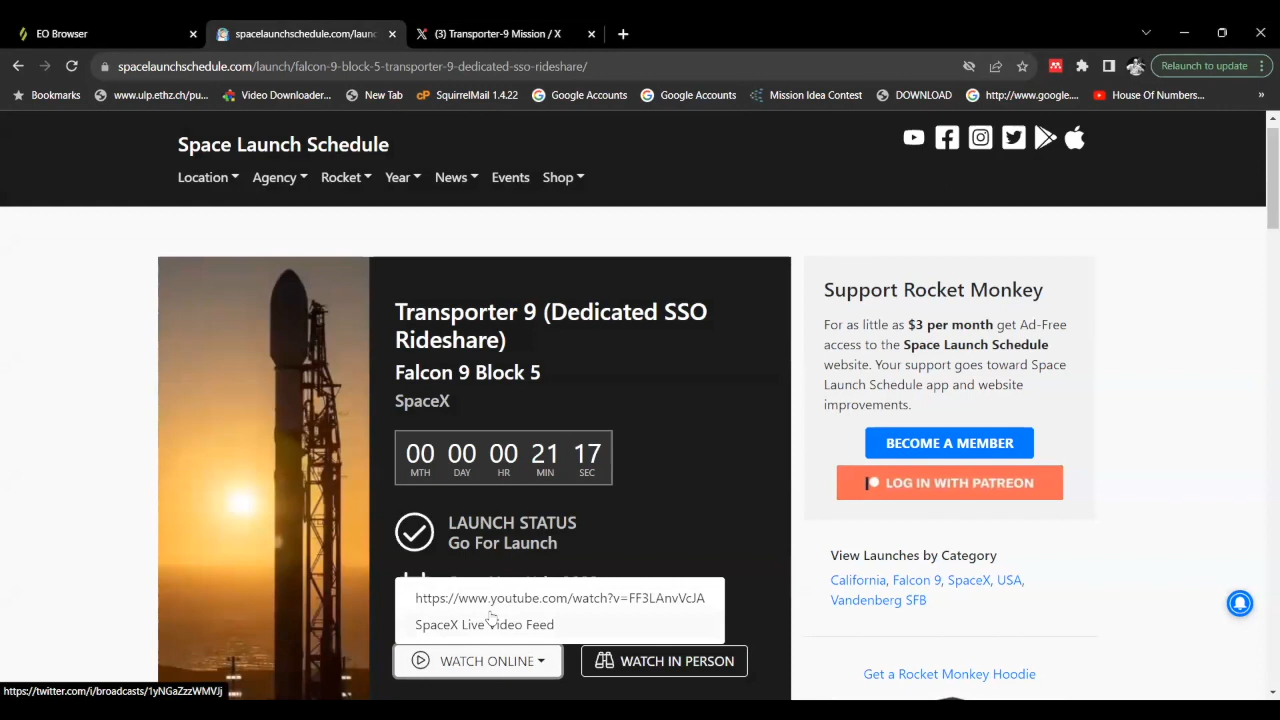 EO Browser
spacelaunchschedule.com/launc
(3) Transporter-9 Mission / X
spacelaunchschedule.com/launch/falcon-9-block-5-transporter-9-dedicated-sso-rideshare/
Relaunch to update
Bookmarks
www.ulp.ethz.ch/pu...
Video Downloader...
New Tab
SquirrelMail 1.4.22
Google Accounts
Google Accounts
Mission Idea Contest
DOWNLOAD
http://www.google....
House Of Numbers...
»
Space Launch Schedule
Location
Agency
Rocket
Year
News
Events
Shop
Transporter 9 (Dedicated SSO
Rideshare)
Falcon 9 Block 5
SpaceX
00 00 00 21 17
MTH DAY HR MIN SEC
LAUNCH STATUS
Go For Launch
https://www.youtube.com/watch?v=FF3LAnvVcJA
SpaceX Live Video Feed
WATCH ONLINE
WATCH IN PERSON
Support Rocket Monkey
For as little as $3 per month get Ad-Free
access to the Space Launch Schedule
website. Your support goes toward Space
Launch Schedule app and website
improvements.
BECOME A MEMBER
LOG IN WITH PATREON
View Launches by Category
California, Falcon 9, SpaceX, USA,
Vandenberg SFB
Get a Rocket Monkey Hoodie
https://twitter.com/i/broadcasts/1yNGaZzzWMVJj